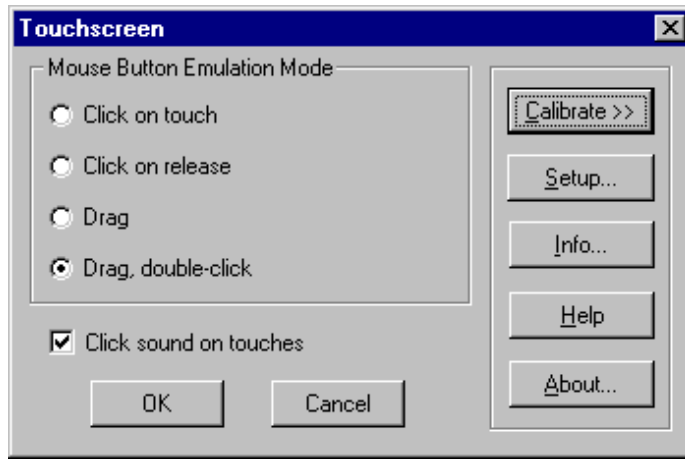 Touchscreen
Mouse Button Emulation Mode
Click on touch
Click on release
Drag
Drag, double-click
Click sound on touches
OK
Cancel
Calibrate >>
Setup...
Info...
Help
About...